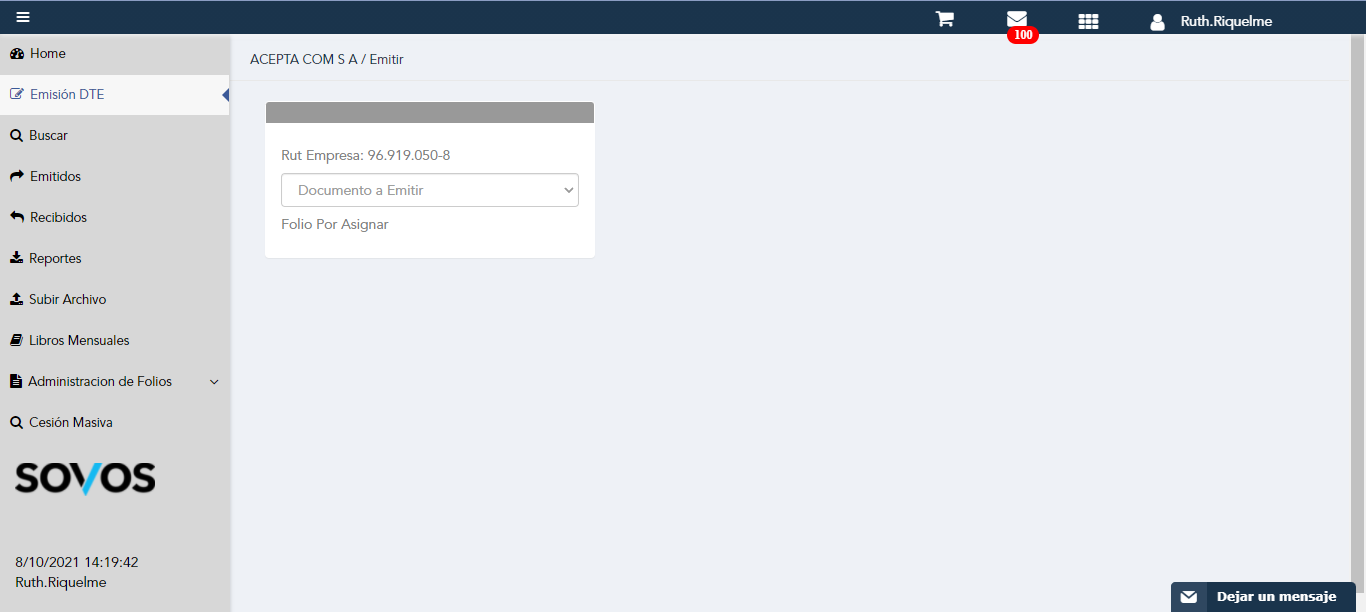 100
Ruth.Riquelme
Home
Emisión DTE
Buscar
Emitidos
Recibidos
Reportes
Subir Archivo
Libros Mensuales
Administracion de Folios
Cesión Masiva
SOVOS
8/10/2021 14:19:42
Ruth.Riquelme
ACEPTA COM S A / Emitir
Rut Empresa: 96.919.050-8
Documento a Emitir
Folio Por Asignar
Dejar un mensaje